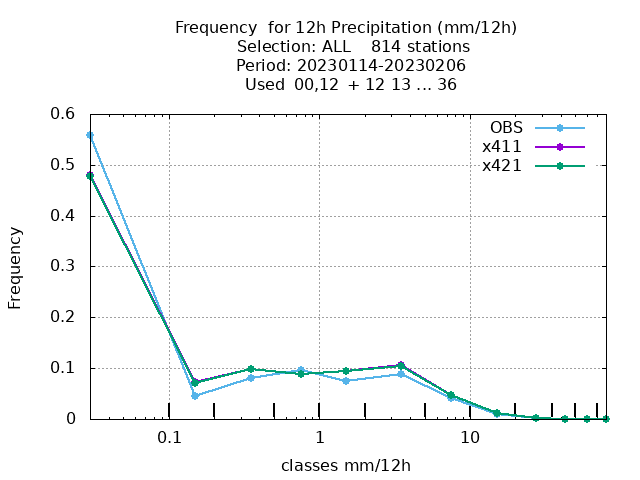 Frequency  for 12h Precipitation (mm/12h)
Selection: ALL    814 stations
Period: 20230114-20230206
Used  00,12  + 12 13 ... 36
OBS
x411
x421
0.6
0.5
0.4
0.3
0.2
0.1
0
Frequency
0.1 1 10
classes mm/12h